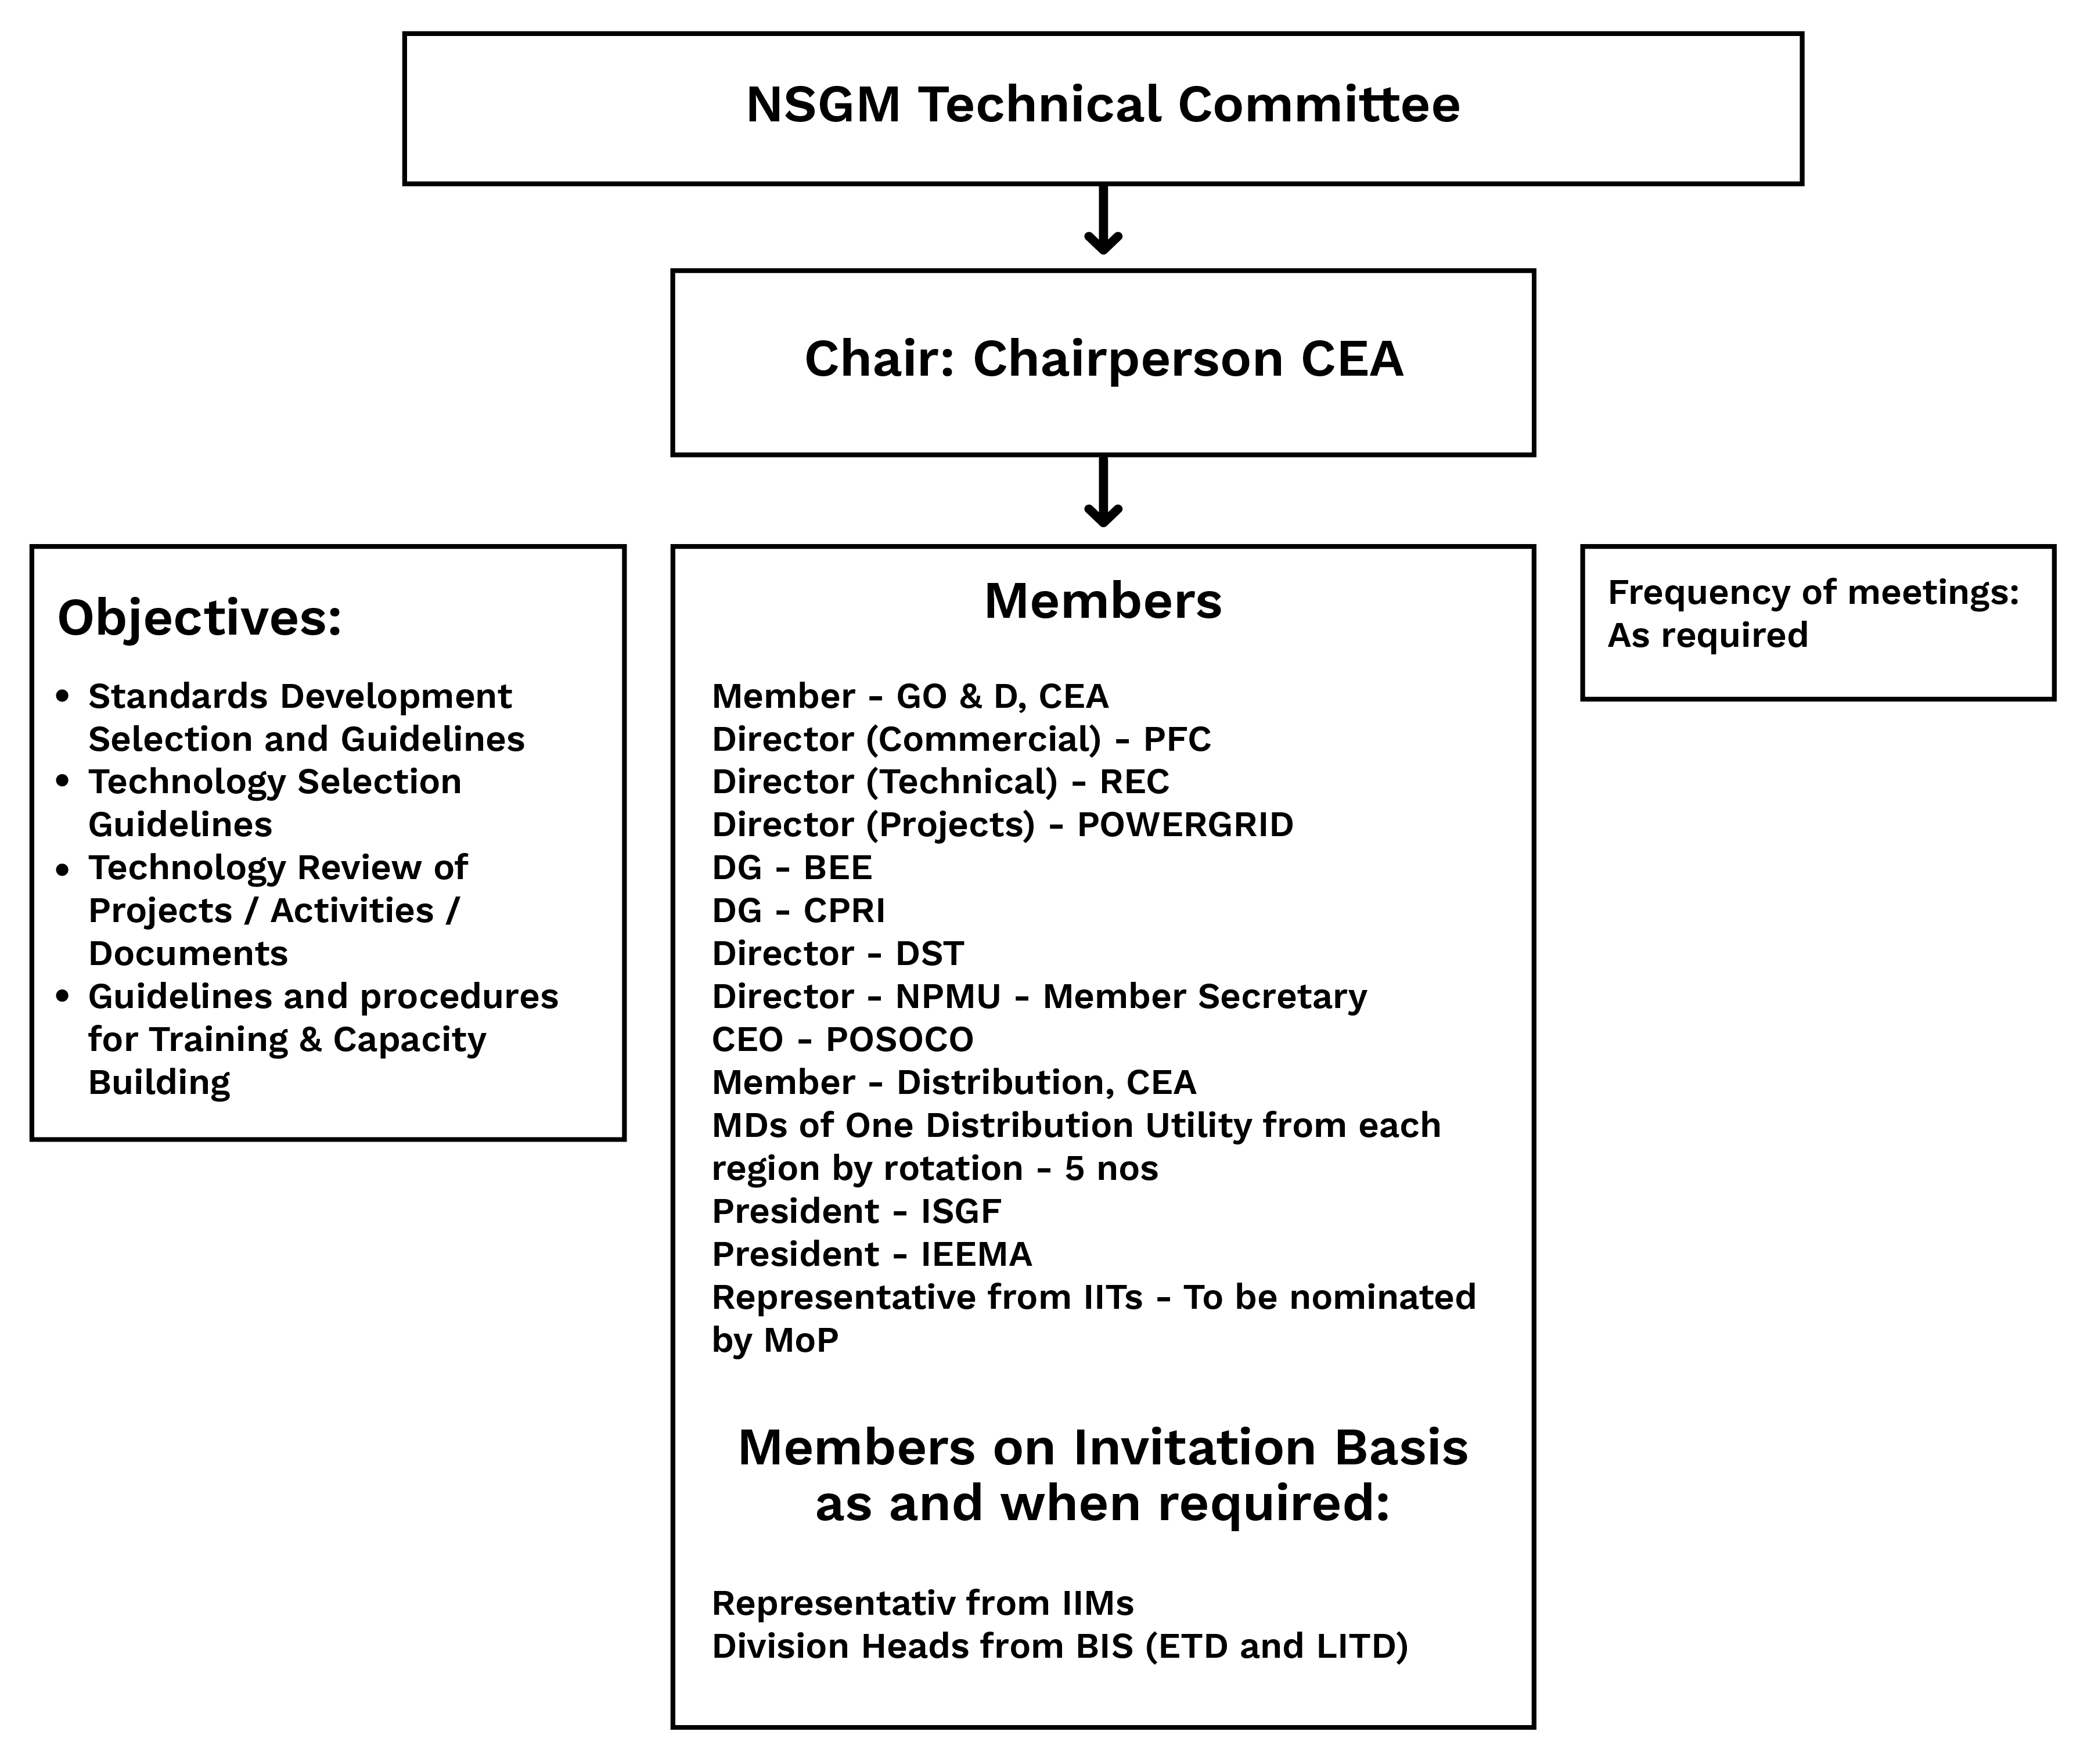 NSGM Technical Committee
Chair: Chairperson CEA
Objectives:
• Standards Development
Selection and Guidelines
• Technology Selection
Guidelines
• Technology Review of
Projects / Activities /
Documents
• Guidelines and procedures
for Training & Capacity
Building
Members
Member - GO & D, CEA
Director (Commercial) - PFC
Director (Technical) - REC
Director (Projects) - POWERGRID
DG - BEE
DG - CPRI
Director - DST
Director - NPMU - Member Secretary
CEO - POSOCO
Member - Distribution, CEA
MDs of One Distribution Utility from each
region by rotation - 5 nos
President - ISGF
President - IEEMA
Representative from IITs - To be nominated
by MoP
Members on Invitation Basis
as and when required:
Representativ from IIMs
Division Heads from BIS (ETD and LITD)
Frequency of meetings:
As required